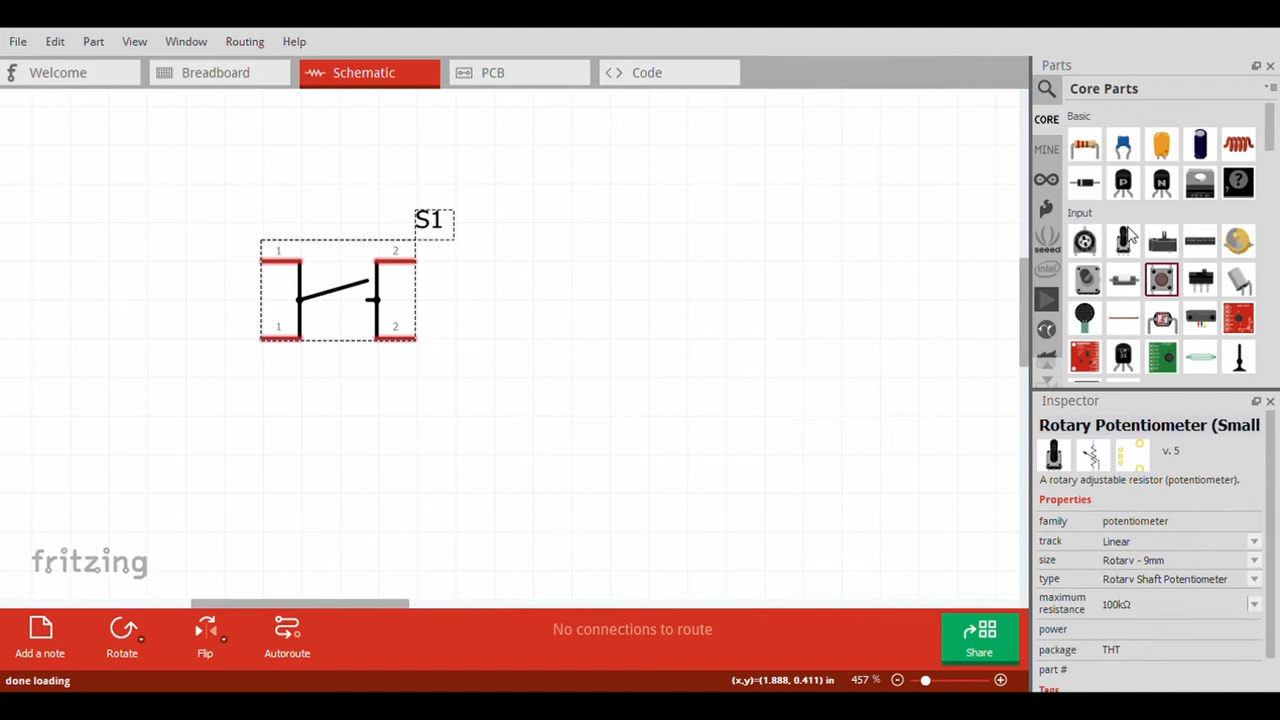 File Edit Part View Window Routing Help
Welcome Breadboard Schematic PCB Code
Parts
Core Parts
CORE
MINE
seeed
intel
Basic
P N ?
Input
S1
1 2
1 2
Inspector
Rotary Potentiometer (Small
v. 5
A rotary adjustable resistor (potentiometer).
Properties
family potentiometer
track Linear
size Rotary - 9mm
type Rotary Shaft Potentiometer
maximum resistance 100kΩ
power
package THT
part #
Tags
fritzing
Add a note Rotate Flip Autoroute
No connections to route
Share
done loading
(x,y)=(1.888, 0.411) in 457 %